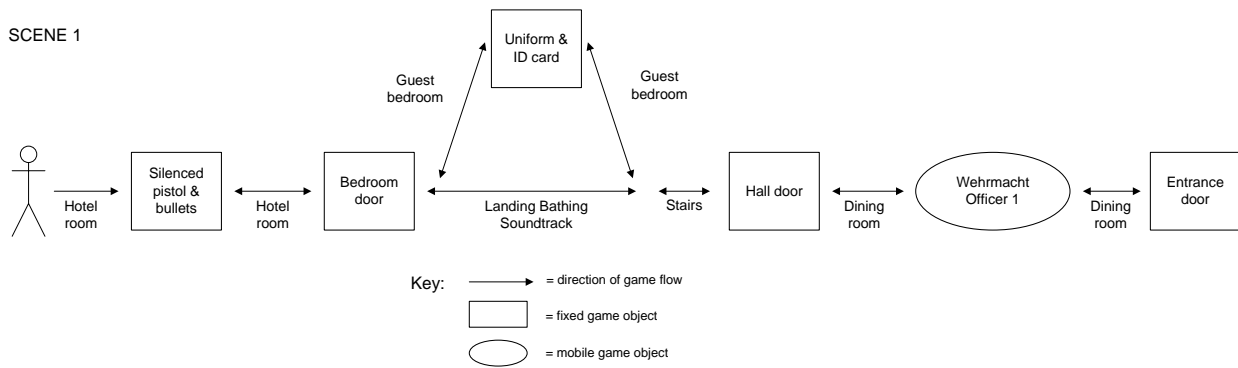 SCENE 1
Uniform &
ID card
Guest
bedroom
Guest
bedroom
Hotel
room
Silenced
pistol &
bullets
Hotel
room
Bedroom
door
Landing Bathing
Soundtrack
Stairs
Hall door
Dining
room
Wehrmacht
Officer 1
Dining
room
Entrance
door
Key:
= direction of game flow
= fixed game object
= mobile game object